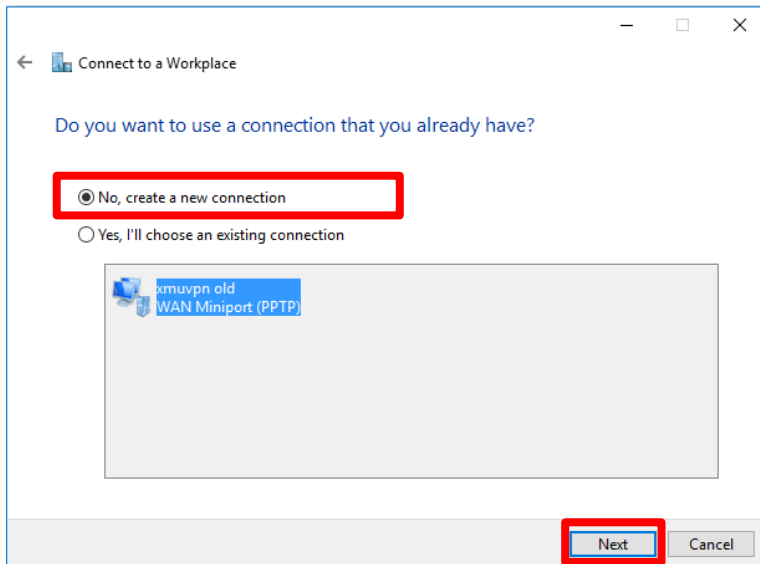 Connect to a Workplace
Do you want to use a connection that you already have?
No, create a new connection
Yes, I'll choose an existing connection
xmuvpn old
WAN Miniport (PPTP)
Next
Cancel